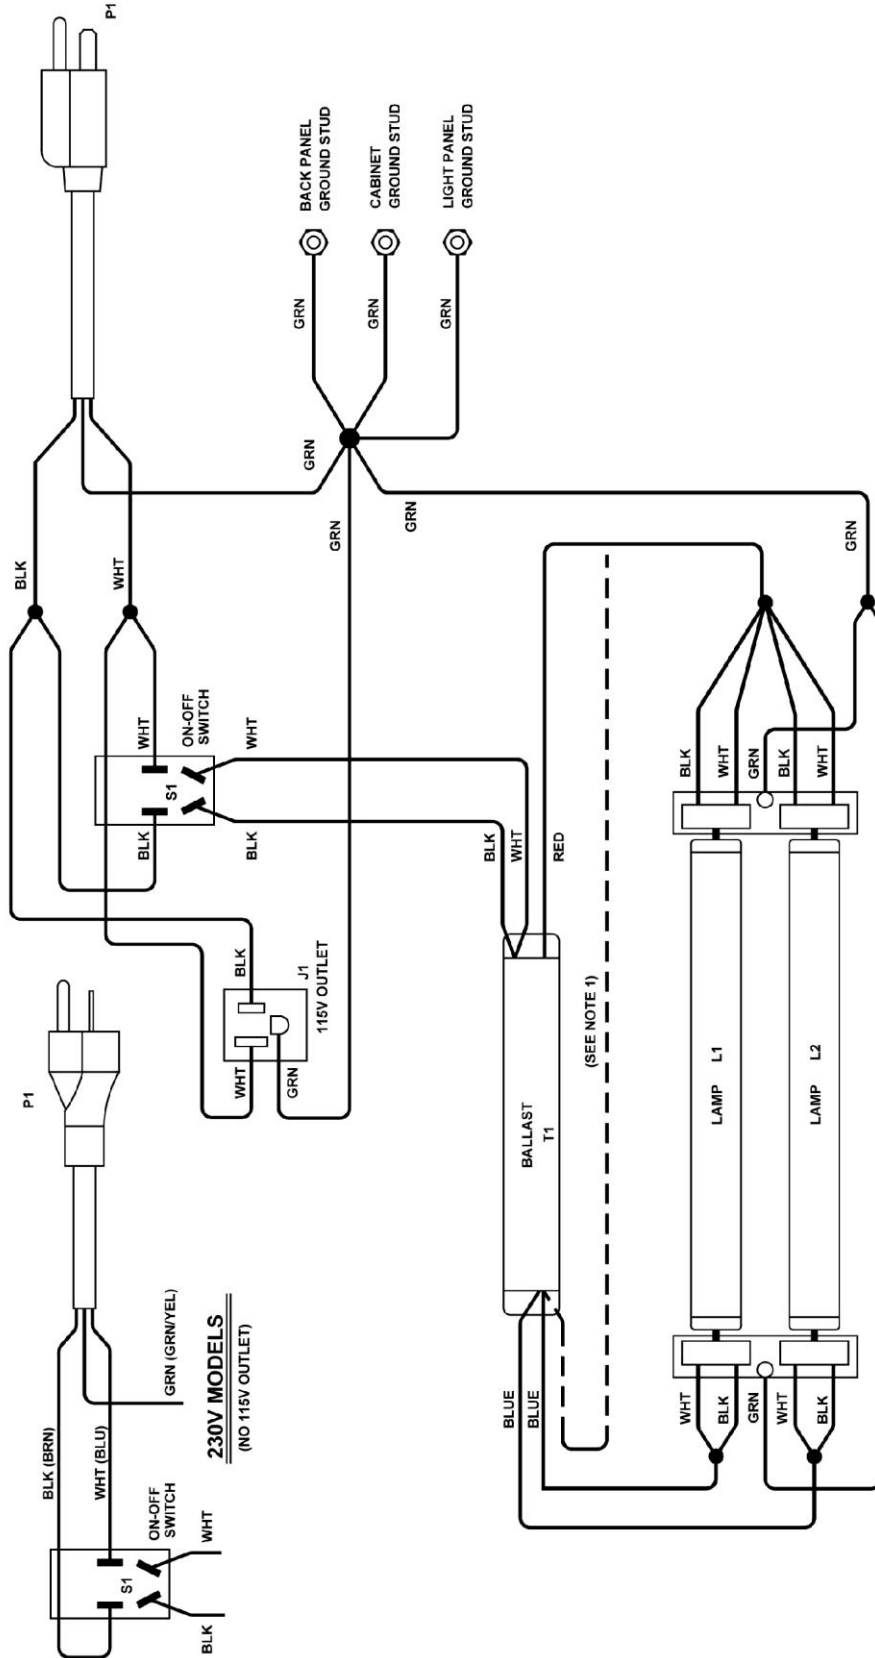 P1
BLK (BRN)
WHT (BLU)
GRN (GRN/YEL)
ON-OFF
SWITCH
S1
BLK
WHT
230V MODELS
(NO 115V OUTLET)
P1
BLK
WHT
BLK
WHT
S1
ON-OFF
SWITCH
BLK
WHT
WHT
BLK
GRN
J1
115V OUTLET
GRN
GRN
GRN
GRN
BACK PANEL
GROUND STUD
GRN
CABINET
GROUND STUD
GRN
LIGHT PANEL
GROUND STUD
BLUE
BLUE
BALLAST
T1
BLK
WHT
RED
(SEE NOTE 1)
GRN
WHT
BLK
GRN
WHT
BLK
LAMP L1
LAMP L2
BLK
WHT
GRN
BLK
WHT